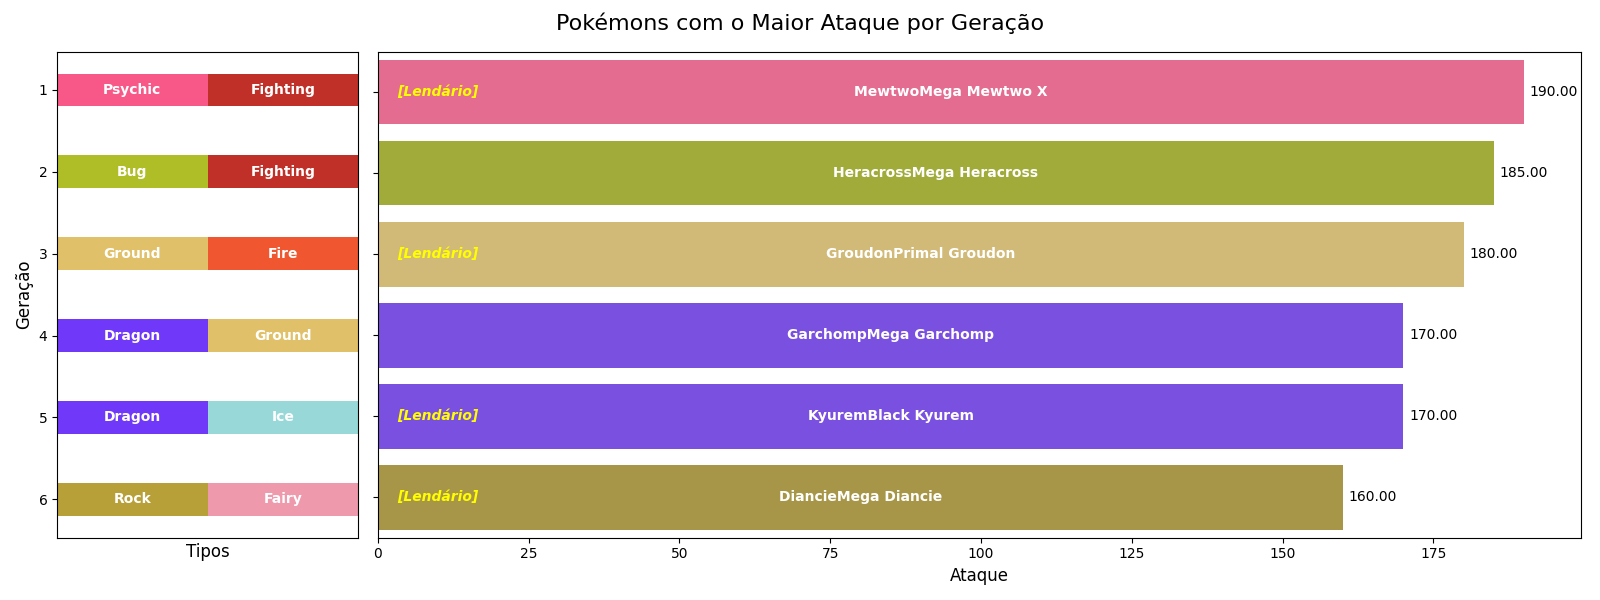 Pokémons com o Maior Ataque por Geração
Geração
1 Psychic Fighting [Lendário] MewtwoMega Mewtwo X 190.00
2 Bug Fighting HeracrossMega Heracross 185.00
3 Ground Fire [Lendário] GroudonPrimal Groudon 180.00
4 Dragon Ground GarchompMega Garchomp 170.00
5 Dragon Ice [Lendário] KyuremBlack Kyurem 170.00
6 Rock Fairy [Lendário] DiancieMega Diancie 160.00
Tipos
0 25 50 75 100 125 150 175
Ataque